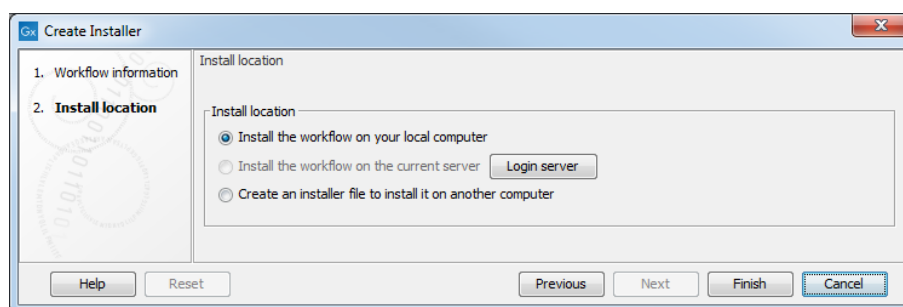 Gx Create Installer
1. Workflow information
2. Install location
Install location
Install location
Install the workflow on your local computer
Install the workflow on the current server Login server
Create an installer file to install it on another computer
Help Reset Previous Next Finish Cancel